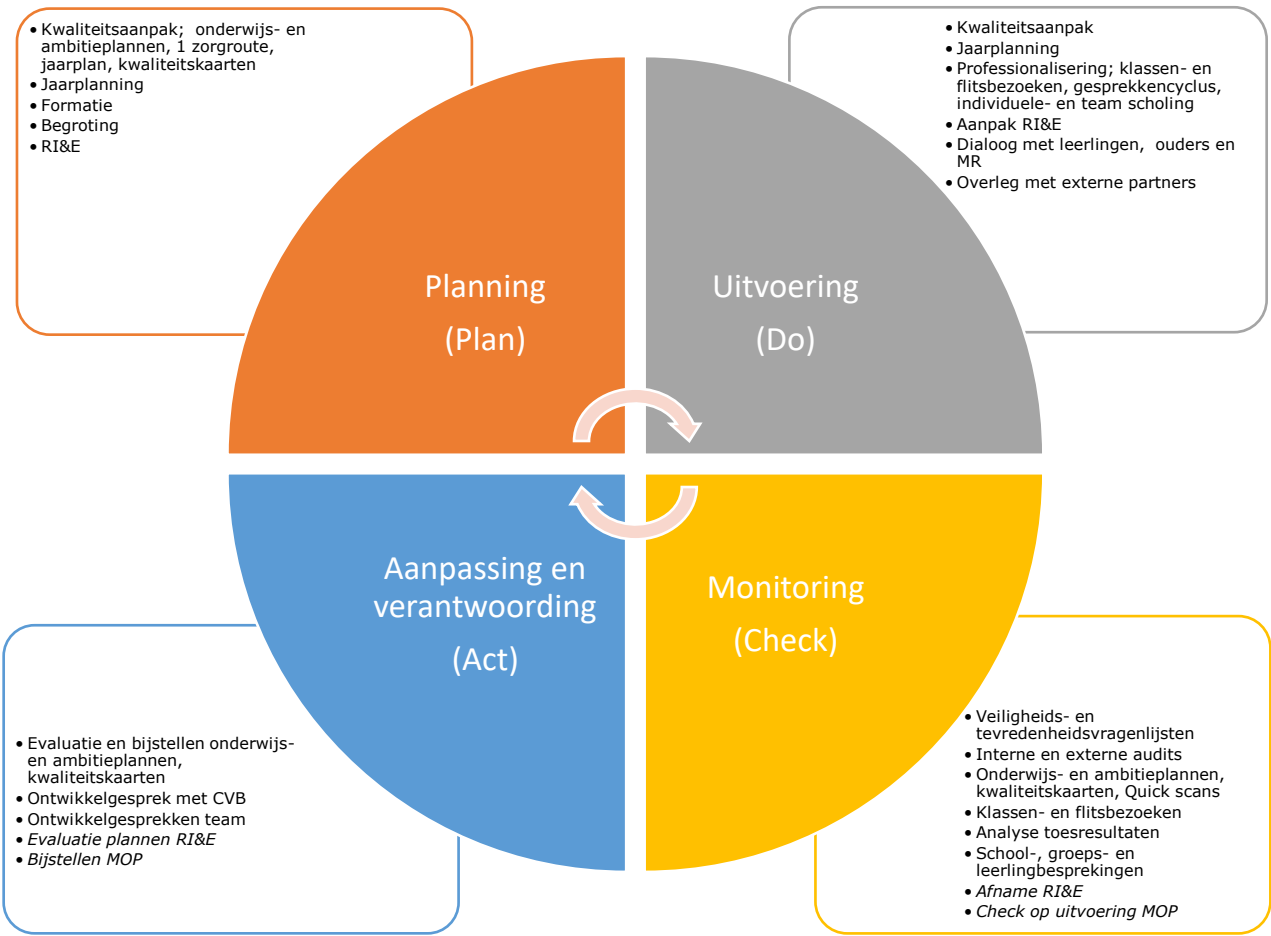 • Kwaliteitsaanpak;  onderwijs- en
ambitieplannen, 1 zorgroute,
jaarplan, kwaliteitskaarten
• Jaarplanning
• Formatie
• Begroting
• RI&E
• Kwaliteitsaanpak
• Jaarplanning
• Professionalisering; klassen- en
flitsbezoeken, gesprekkencyclus,
individuele- en team scholing
• Aanpak RI&E
• Dialoog met leerlingen,  ouders en
MR
• Overleg met externe partners
Planning
(Plan)
Uitvoering
(Do)
Aanpassing en
verantwoording
(Act)
Monitoring
(Check)
• Evaluatie en bijstellen onderwijs-
en ambitieplannen,
kwaliteitskaarten
• Ontwikkelgesprek met CVB
• Ontwikkelgesprekken team
• Evaluatie plannen RI&E
• Bijstellen MOP
• Veiligheids- en
tevredenheidsvragenlijsten
• Interne en externe audits
• Onderwijs- en ambitieplannen,
kwaliteitskaarten, Quick scans
• Klassen- en flitsbezoeken
• Analyse toesresultaten
• School-, groeps- en
leerlingbesprekingen
• Afname RI&E
• Check op uitvoering MOP